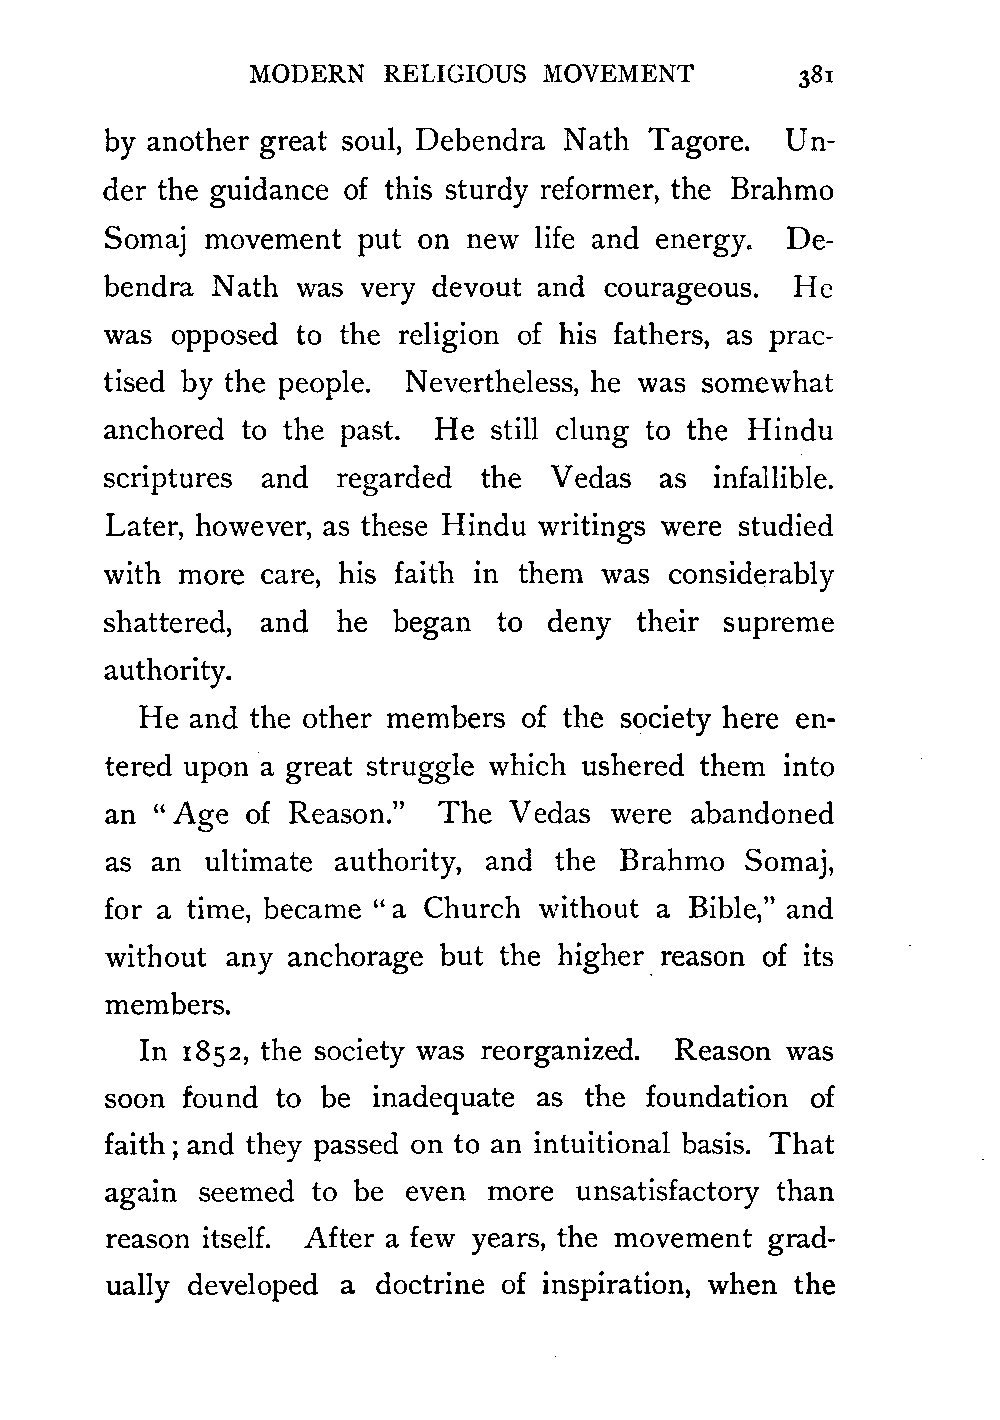 MODERN RELIGIOUS MOVEMENT 381
by another great soul, Debendra Nath Tagore. Un-
der the guidance of this sturdy reformer, the Brahmo
Somaj movement put on new life and energy. De-
bendra Nath was very devout and courageous. He
was opposed to the religion of his fathers, as prac-
tised by the people. Nevertheless, he was somewhat
anchored to the past. He still clung to the Hindu
scriptures and regarded the Vedas as infallible.
Later, however, as these Hindu writings were studied
with more care, his faith in them was considerably
shattered, and he began to deny their supreme
authority.
He and the other members of the society here en-
tered upon a great struggle which ushered them into
an “Age of Reason.” The Vedas were abandoned
as an ultimate authority, and the Brahmo Somaj,
for a time, became “a Church without a Bible,” and
without any anchorage but the higher reason of its
members.
In 1852, the society was reorganized. Reason was
soon found to be inadequate as the foundation of
faith; and they passed on to an intuitional basis. That
again seemed to be even more unsatisfactory than
reason itself. After a few years, the movement grad-
ually developed a doctrine of inspiration, when the